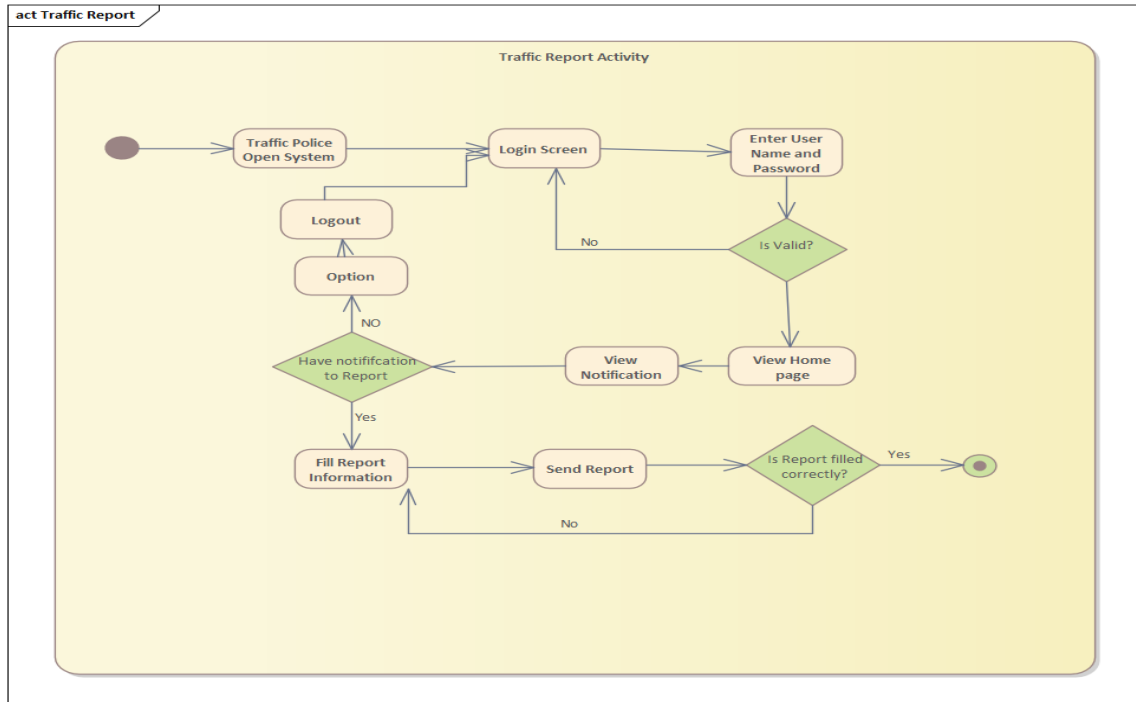 act Traffic Report
Traffic Report Activity
Traffic Police
Open System
Login Screen
Enter User
Name and
Password
Logout
No
Is Valid?
Option
NO
Have notififcation
to Report
View
Notification
View Home
page
Yes
Fill Report
Information
Send Report
Is Report filled
correctly?
Yes
No